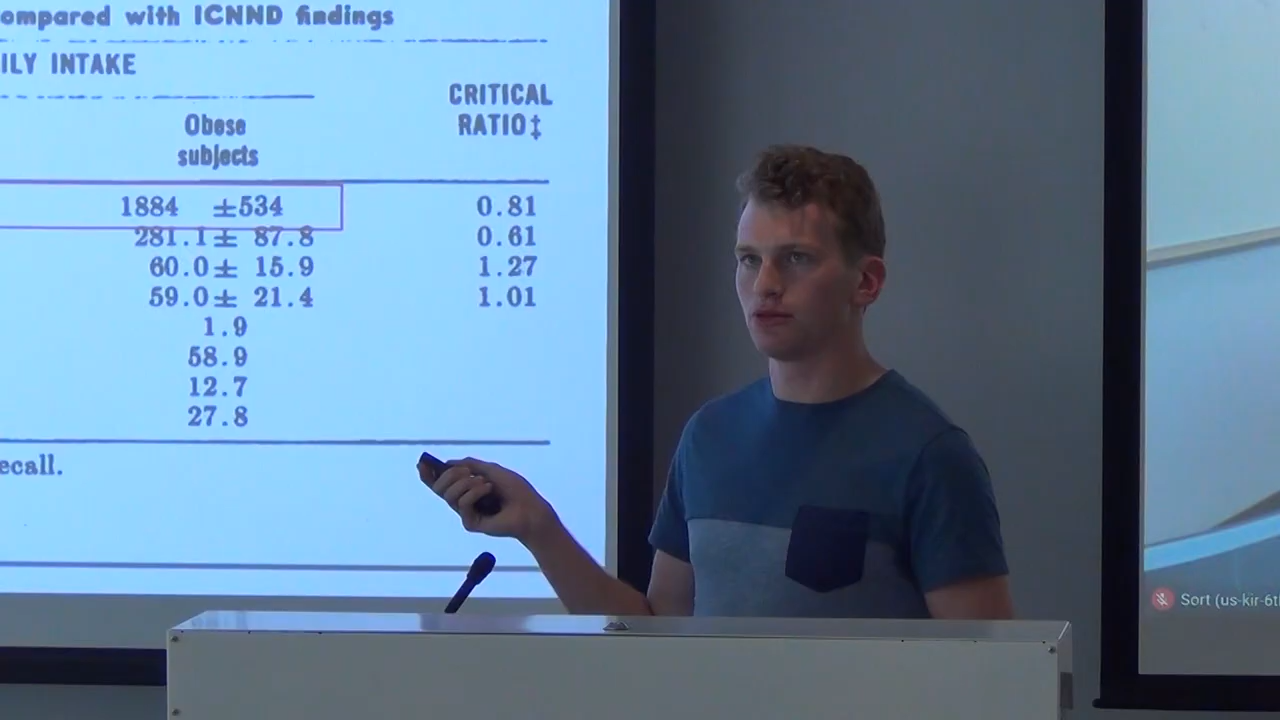 ompared with ICNND findings
ILY INTAKE
CRITICAL
RATIO‡
Obese
subjects
1884 ±534 0.81
281.1± 87.8 0.61
60.0± 15.9 1.27
59.0± 21.4 1.01
1.9
58.9
12.7
27.8
ecall.
Sort (us-kir-6t